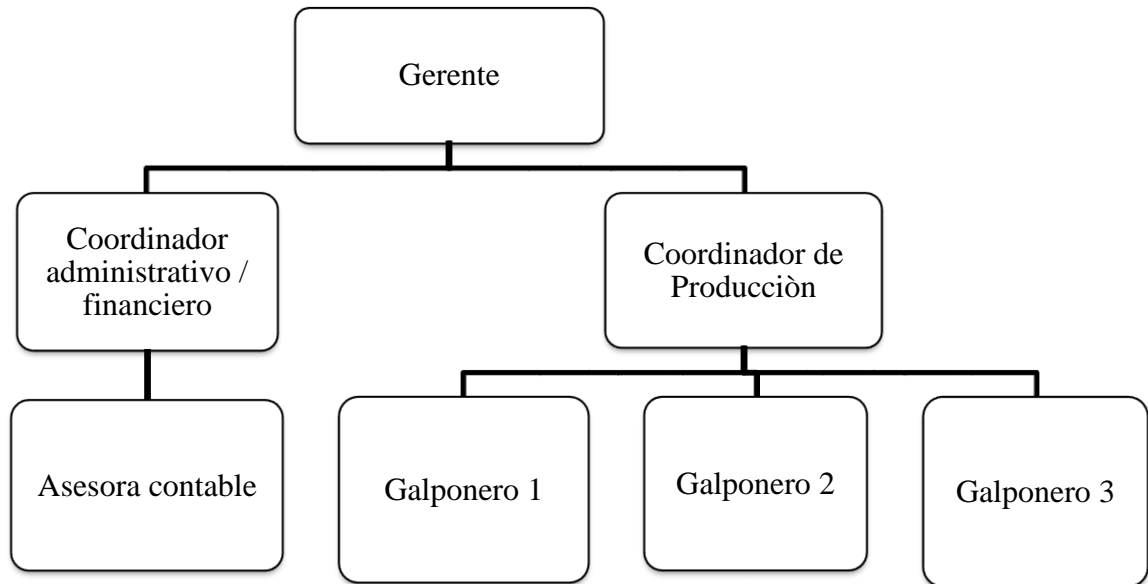 Gerente
Coordinador
administrativo /
financiero
Coordinador de
Producciòn
Asesora contable
Galponero 1
Galponero 2
Galponero 3